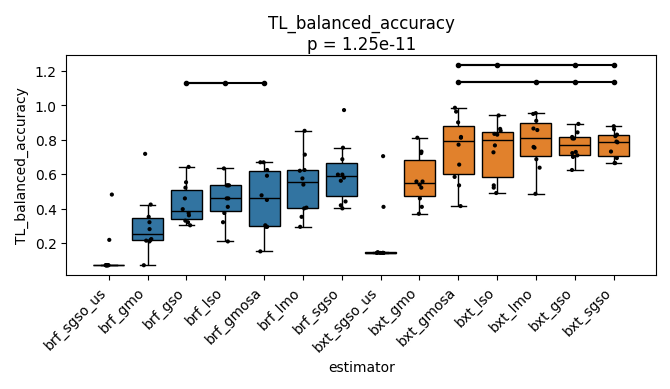 TL_balanced_accuracy
p = 1.25e-11
TL_balanced_accuracy
1.2
1.0
0.8
0.6
0.4
0.2
brf_sgso_us
brf_gmo
brf_gso
brf_lso
brf_gmosa
brf_lmo
brf_sgso
bxt_sgso_us
bxt_gmo
bxt_gmosa
bxt_lso
bxt_lmo
bxt_gso
bxt_sgso
estimator